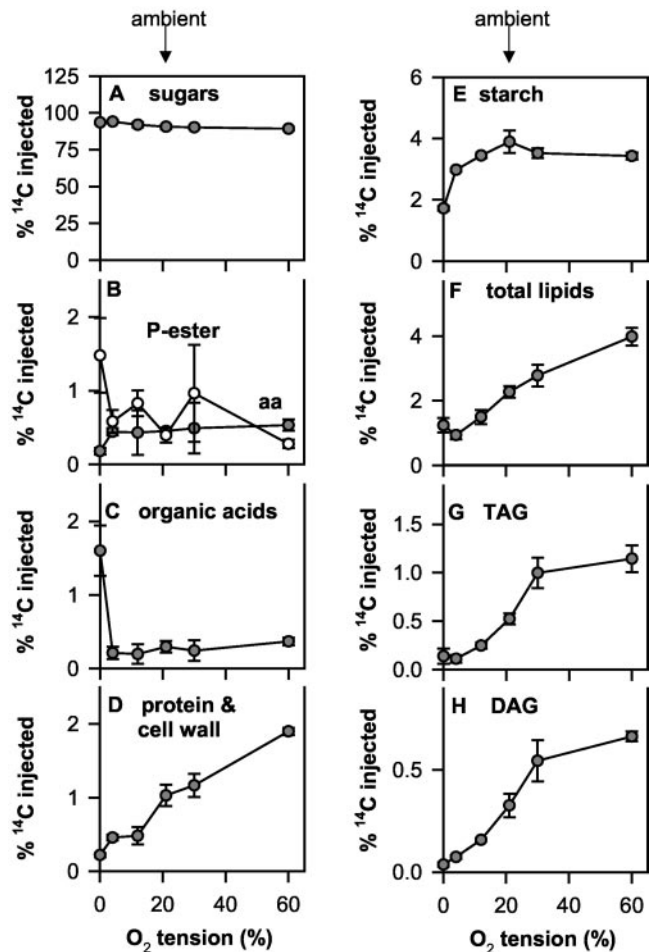 ambient
ambient
125
100
75
50
25
0
% ¹⁴C injected
A sugars
6
4
2
0
% ¹⁴C injected
E starch
2
1
0
% ¹⁴C injected
B
P-ester
aa
4
2
0
% ¹⁴C injected
F total lipids
2
1
0
% ¹⁴C injected
C organic acids
1.5
1.0
0.5
0.0
% ¹⁴C injected
G TAG
2
1
0
% ¹⁴C injected
D protein &
cell wall
0.5
0.0
% ¹⁴C injected
H DAG
0 20 40 60
O₂ tension (%)
0 20 40 60
O₂ tension (%)